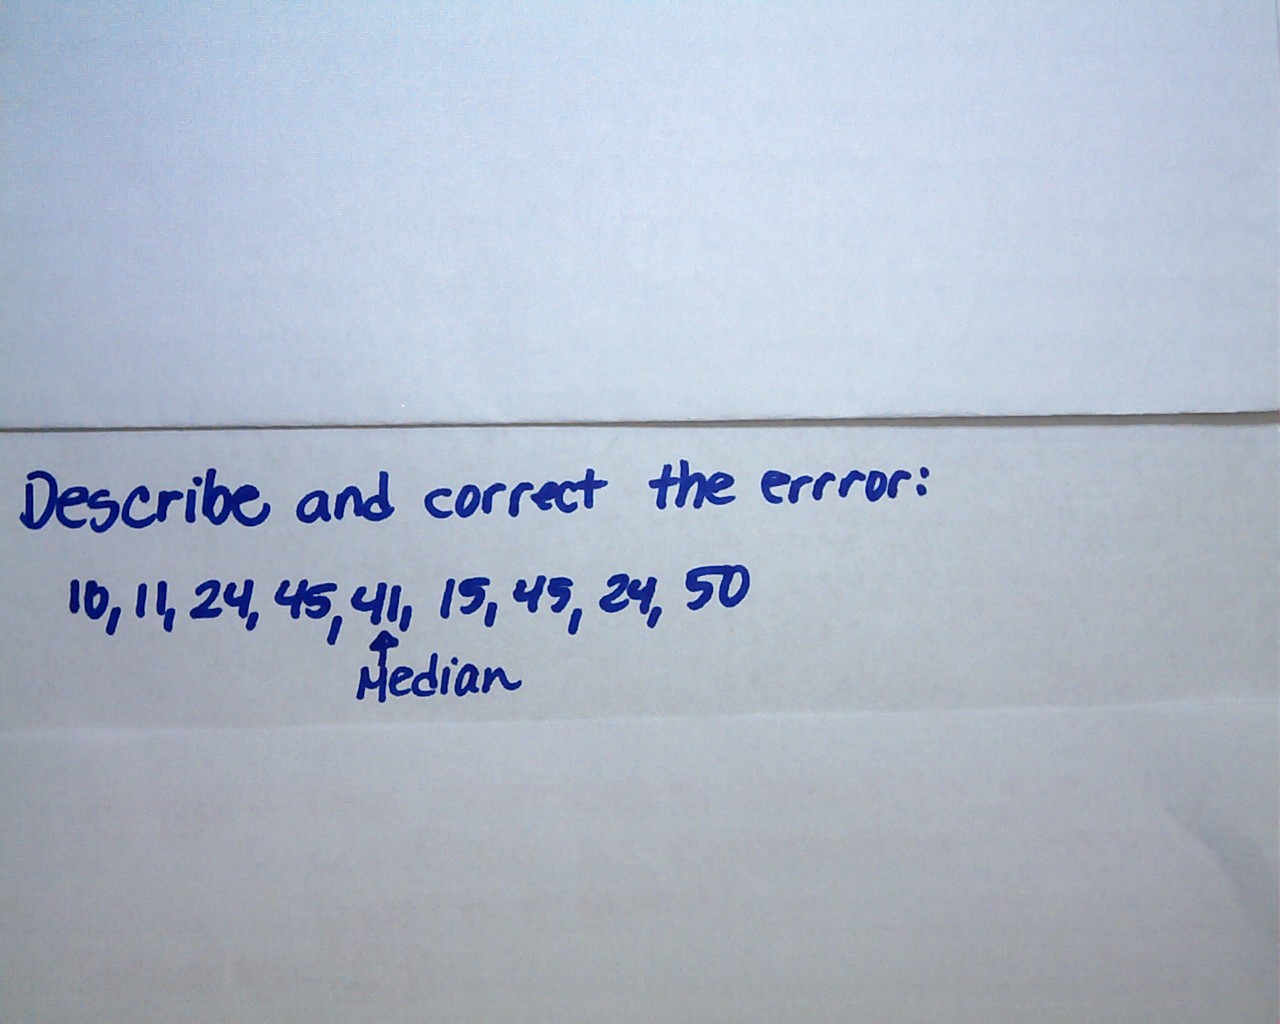 Describe and correct the errror:
10, 11, 24, 45, 41, 15, 45, 24, 50
Median